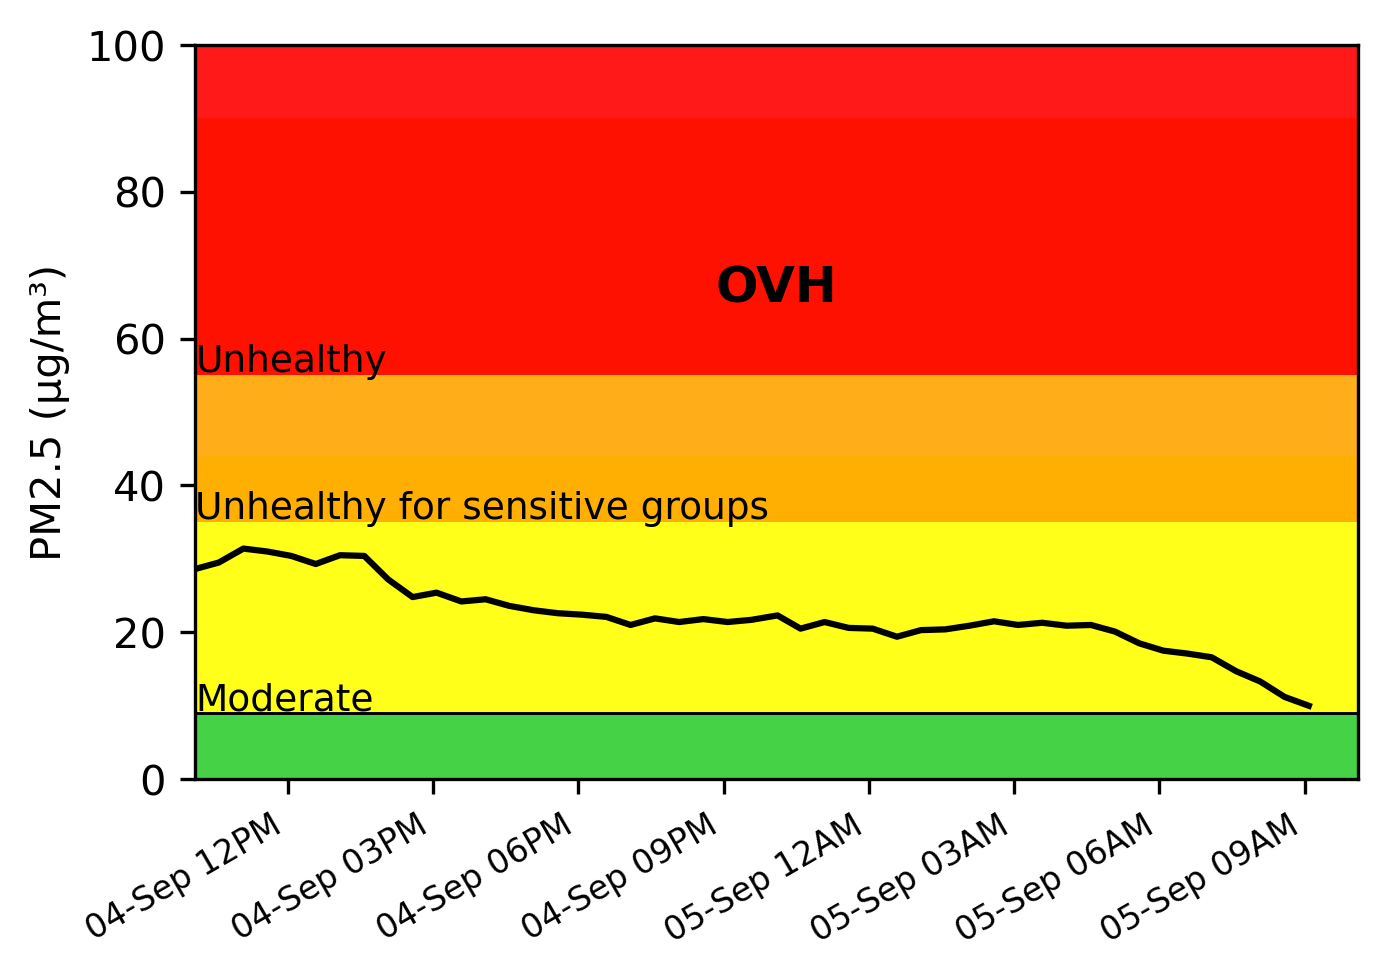 100
80
60
40
20
0
PM2.5 (µg/m³)
OVH
Unhealthy
Unhealthy for sensitive groups
Moderate
04-Sep 12PM
04-Sep 03PM
04-Sep 06PM
04-Sep 09PM
05-Sep 12AM
05-Sep 03AM
05-Sep 06AM
05-Sep 09AM